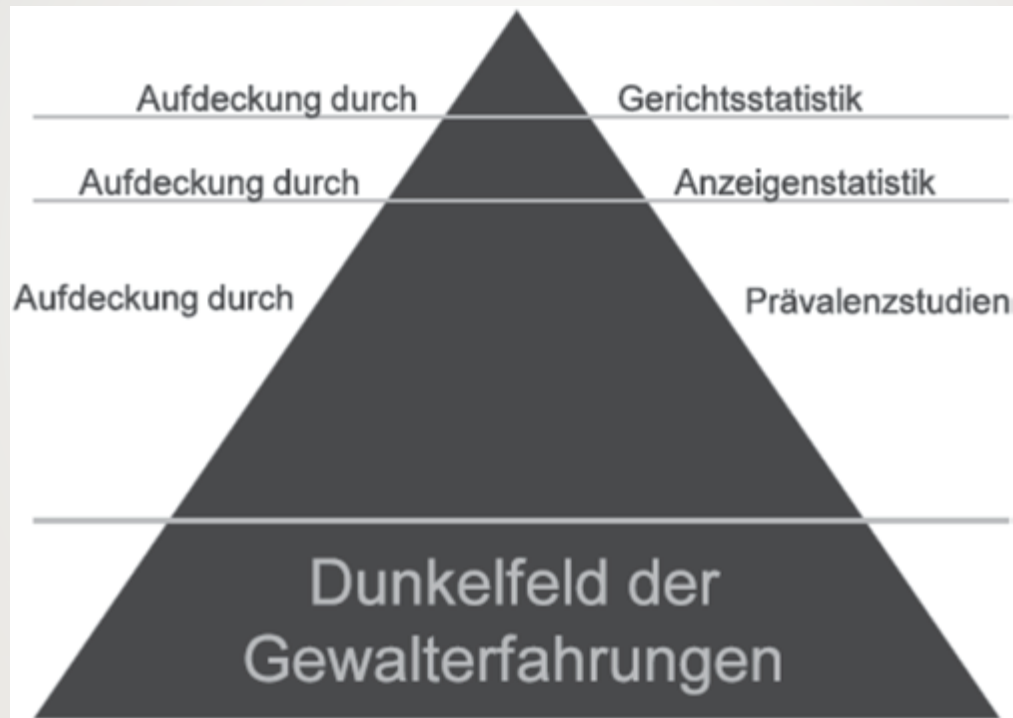 Aufdeckung durch Gerichtsstatistik
Aufdeckung durch Anzeigenstatistik
Aufdeckung durch Prävalenzstudien
Dunkelfeld der
Gewalterfahrungen